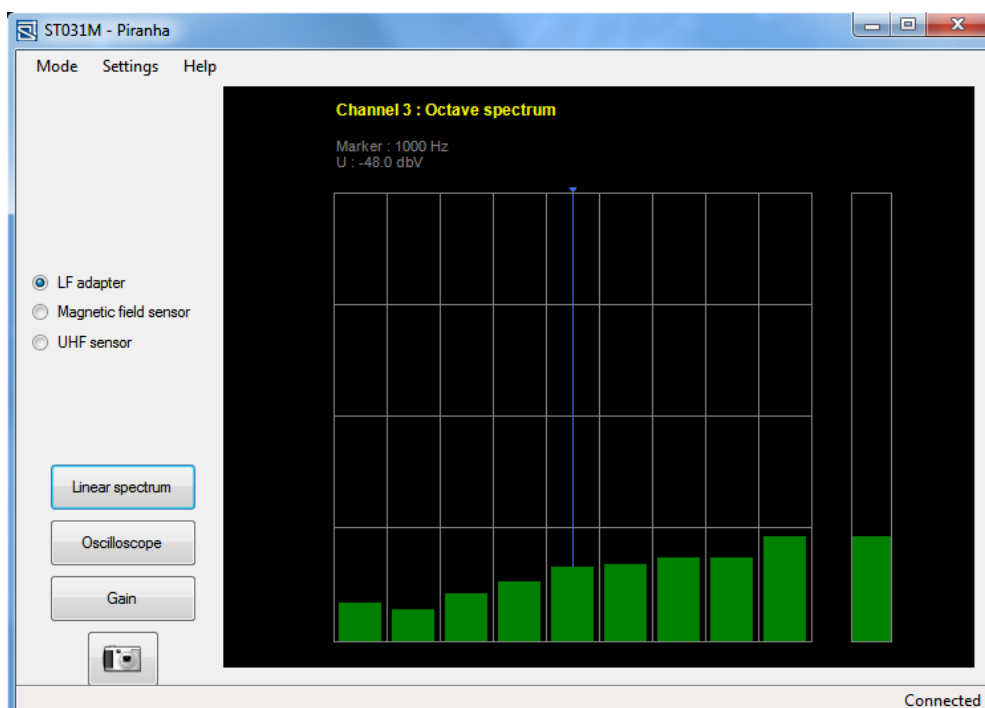 ST031M - Piranha
Mode Settings Help
Channel 3 : Octave spectrum
Marker : 1000 Hz
U : -48.0 dbV
LF adapter
Magnetic field sensor
UHF sensor
Linear spectrum
Oscilloscope
Gain
Connected